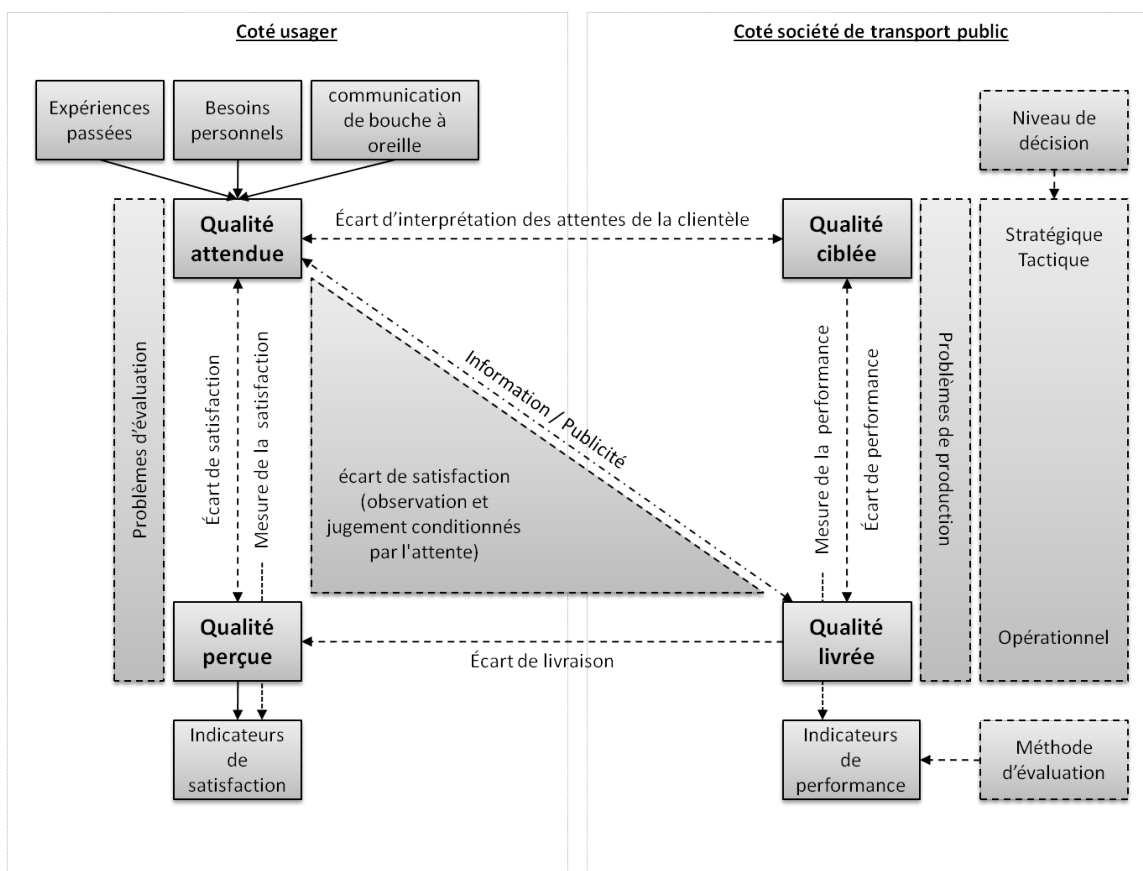 Coté usager
Coté société de transport public
Expériences
passées
Besoins
personnels
communication
de bouche à
oreille
Niveau de
décision
Qualité
attendue
Écart d'interprétation des attentes de la clientèle
Qualité
ciblée
Stratégique
Tactique
Problèmes d'évaluation
Écart de satisfaction
Mesure de la satisfaction
Information / Publicité
écart de satisfaction
(observation et
jugement conditionnés
par l'attente)
Mesure de la performance
Écart de performance
Problèmes de production
Opérationnel
Qualité
perçue
Écart de livraison
Qualité
livrée
Indicateurs
de
satisfaction
Indicateurs
de
performance
Méthode
d'évaluation